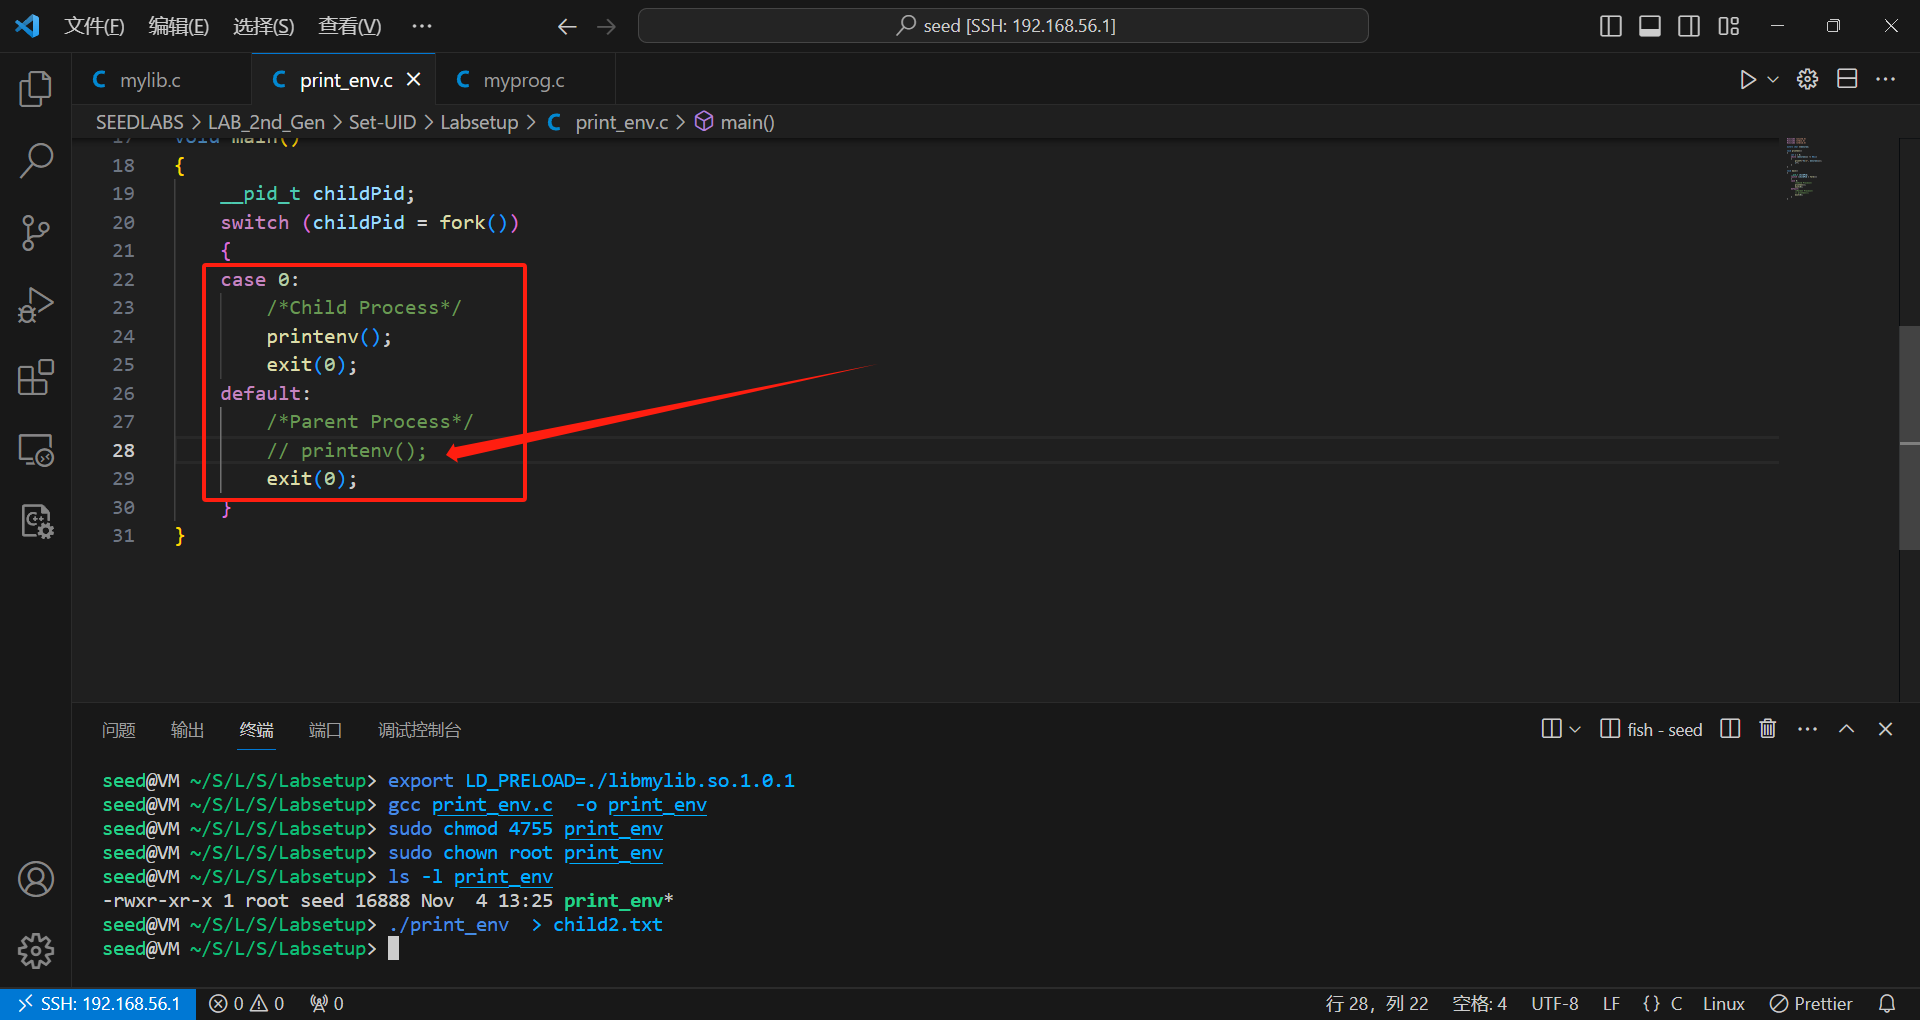 文件(F) 编辑(E) 选择(S) 查看(V) ··· seed [SSH: 192.168.56.1]
mylib.c print_env.c myprog.c
SEEDLABS > LAB_2nd_Gen > Set-UID > Labsetup > C print_env.c > main()
17 void main()
18 {
19 __pid_t childPid;
20 switch (childPid = fork())
21 {
22 case 0:
23 /*Child Process*/
24 printenv();
25 exit(0);
26 default:
27 /*Parent Process*/
28 // printenv();
29 exit(0);
30 }
31 }
问题 输出 终端 端口 调试控制台 fish - seed
seed@VM ~/S/L/S/Labsetup> export LD_PRELOAD=./libmylib.so.1.0.1
seed@VM ~/S/L/S/Labsetup> gcc print_env.c -o print_env
seed@VM ~/S/L/S/Labsetup> sudo chmod 4755 print_env
seed@VM ~/S/L/S/Labsetup> sudo chown root print_env
seed@VM ~/S/L/S/Labsetup> ls -l print_env
-rwxr-xr-x 1 root seed 16888 Nov 4 13:25 print_env*
seed@VM ~/S/L/S/Labsetup> ./print_env > child2.txt
seed@VM ~/S/L/S/Labsetup>
SSH: 192.168.56.1 0 0 0 行 28，列 22 空格: 4 UTF-8 LF {} C Linux Prettier